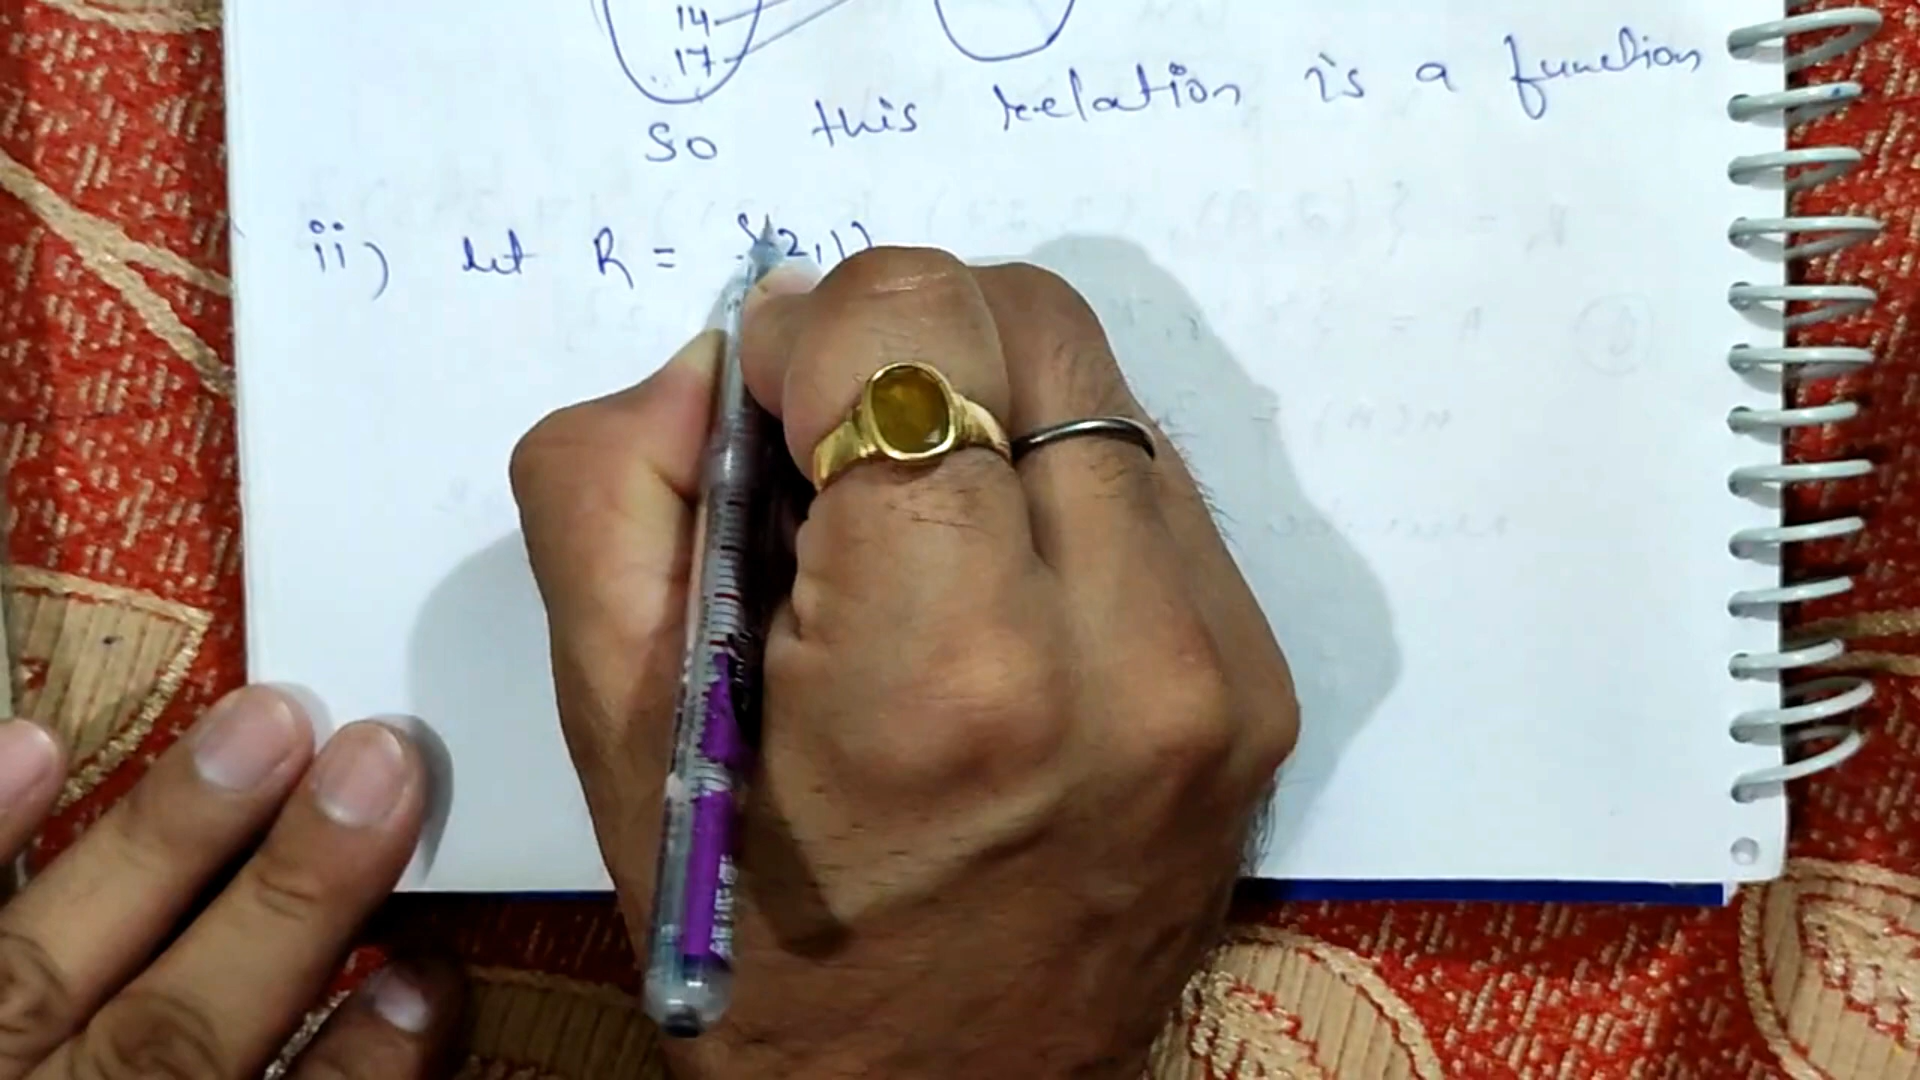 14
17
So this relation is a function
ii) let R = {(2,1)